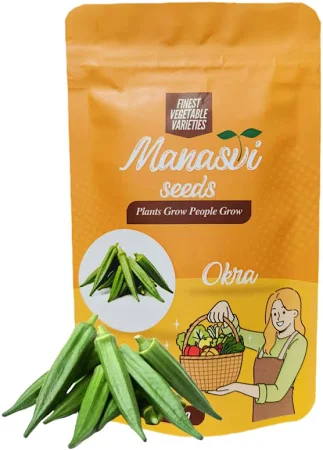 FINEST
VEGETABLE
VARIETIES
Manasvi
seeds
Plants Grow People Grow
Okra